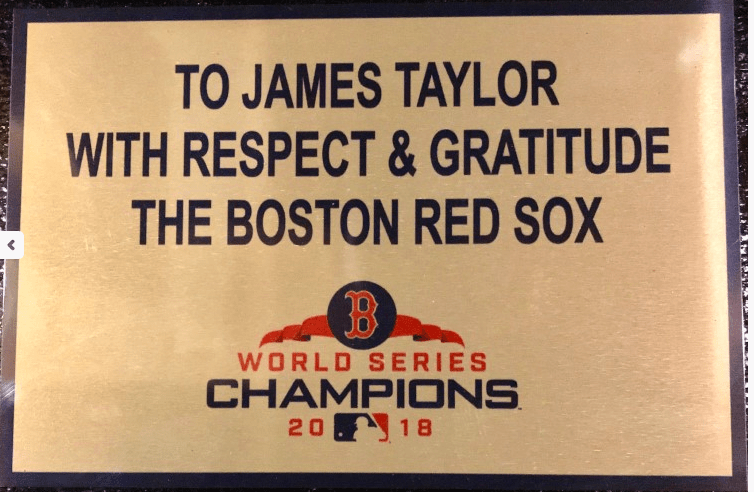 TO JAMES TAYLOR
WITH RESPECT & GRATITUDE
THE BOSTON RED SOX
B
WORLD SERIES
CHAMPIONS
20 18